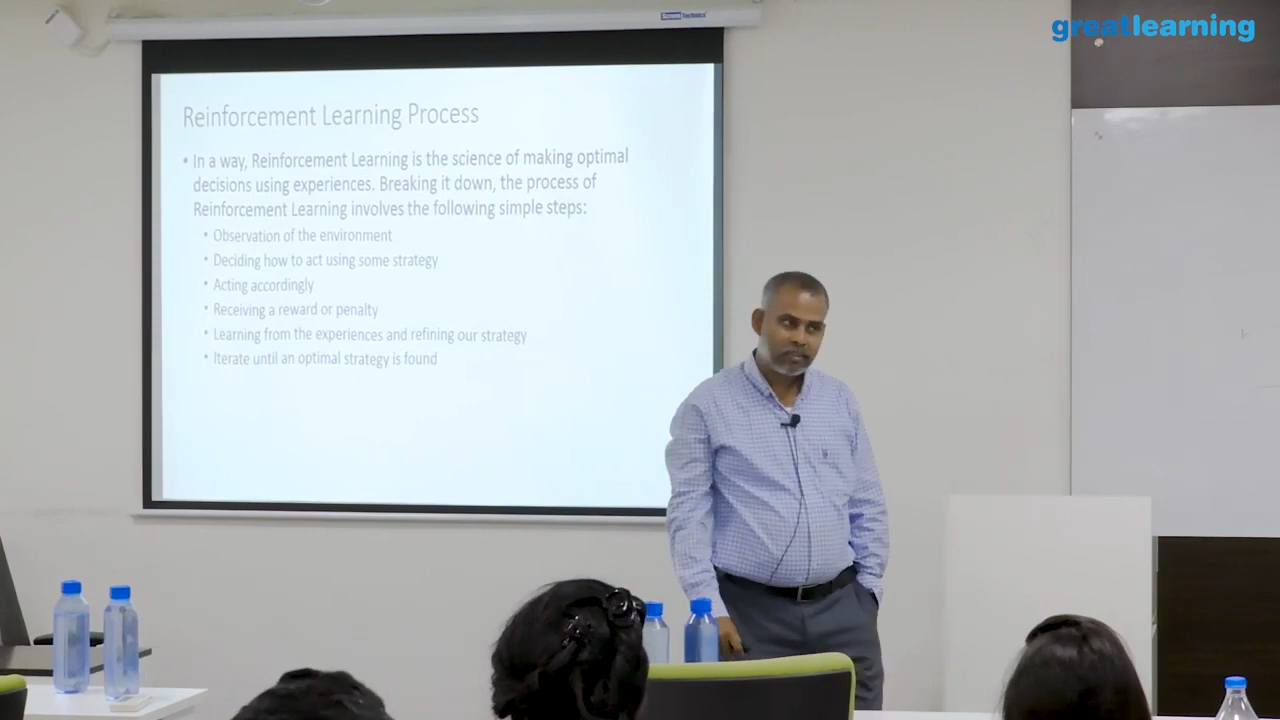 Screen Technics
greatlearning
Reinforcement Learning Process
• In a way, Reinforcement Learning is the science of making optimal
decisions using experiences. Breaking it down, the process of
Reinforcement Learning involves the following simple steps:
• Observation of the environment
• Deciding how to act using some strategy
• Acting accordingly
• Receiving a reward or penalty
• Learning from the experiences and refining our strategy
• Iterate until an optimal strategy is found